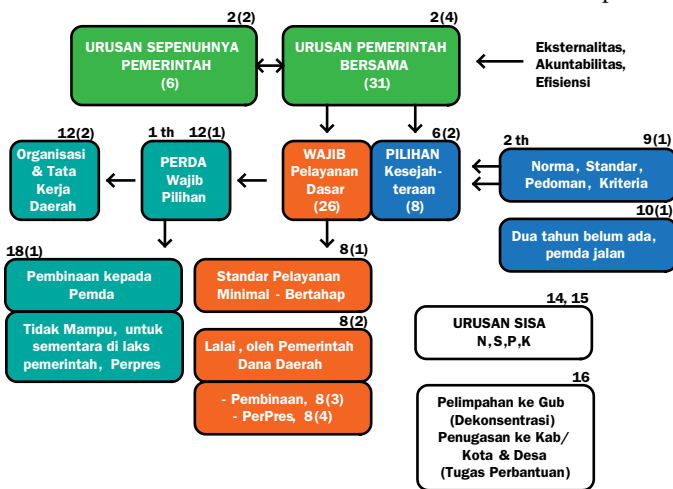 2(2)
URUSAN SEPENUHNYA
PEMERINTAH
(6)
2(4)
URUSAN PEMERINTAH
BERSAMA
(31)
Eksternalitas,
Akuntabilitas,
Efisiensi
12(2)
Organisasi
& Tata
Kerja
Daerah
1 th 12(1)
PERDA
Wajib
Pilihan
WAJIB
Pelayanan
Dasar
(26)
6(2)
PILIHAN
Kesejah-
teraan
(8)
2 th
9(1)
Norma, Standar,
Pedoman, Kriteria
10(1)
Dua tahun belum ada,
pemda jalan
18(1)
Pembinaan kepada
Pemda
Tidak Mampu, untuk
sementara di laks
pemerintah, Perpres
8(1)
Standar Pelayanan
Minimal - Bertahap
8(2)
Lalai, oleh Pemerintah
Dana Daerah
- Pembinaan, 8(3)
- PerPres, 8(4)
14, 15
URUSAN SISA
N,S,P,K
16
Pelimpahan ke Gub
(Dekonsentrasi)
Penugasan ke Kab/
Kota & Desa
(Tugas Perbantuan)